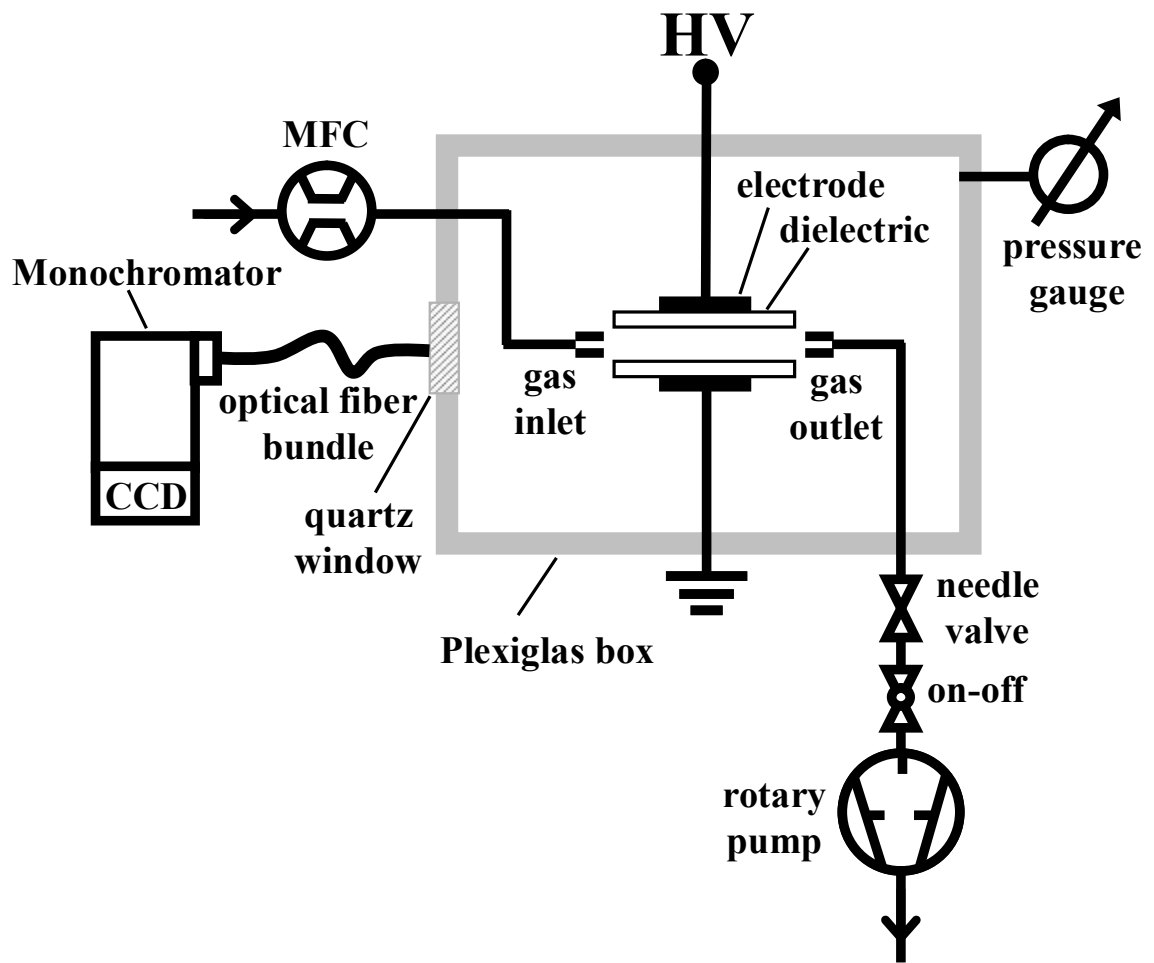 HV
MFC
electrode
dielectric
pressure
gauge
Monochromator
optical fiber
bundle
gas
inlet
gas
outlet
CCD
quartz
window
Plexiglas box
needle
valve
on-off
rotary
pump